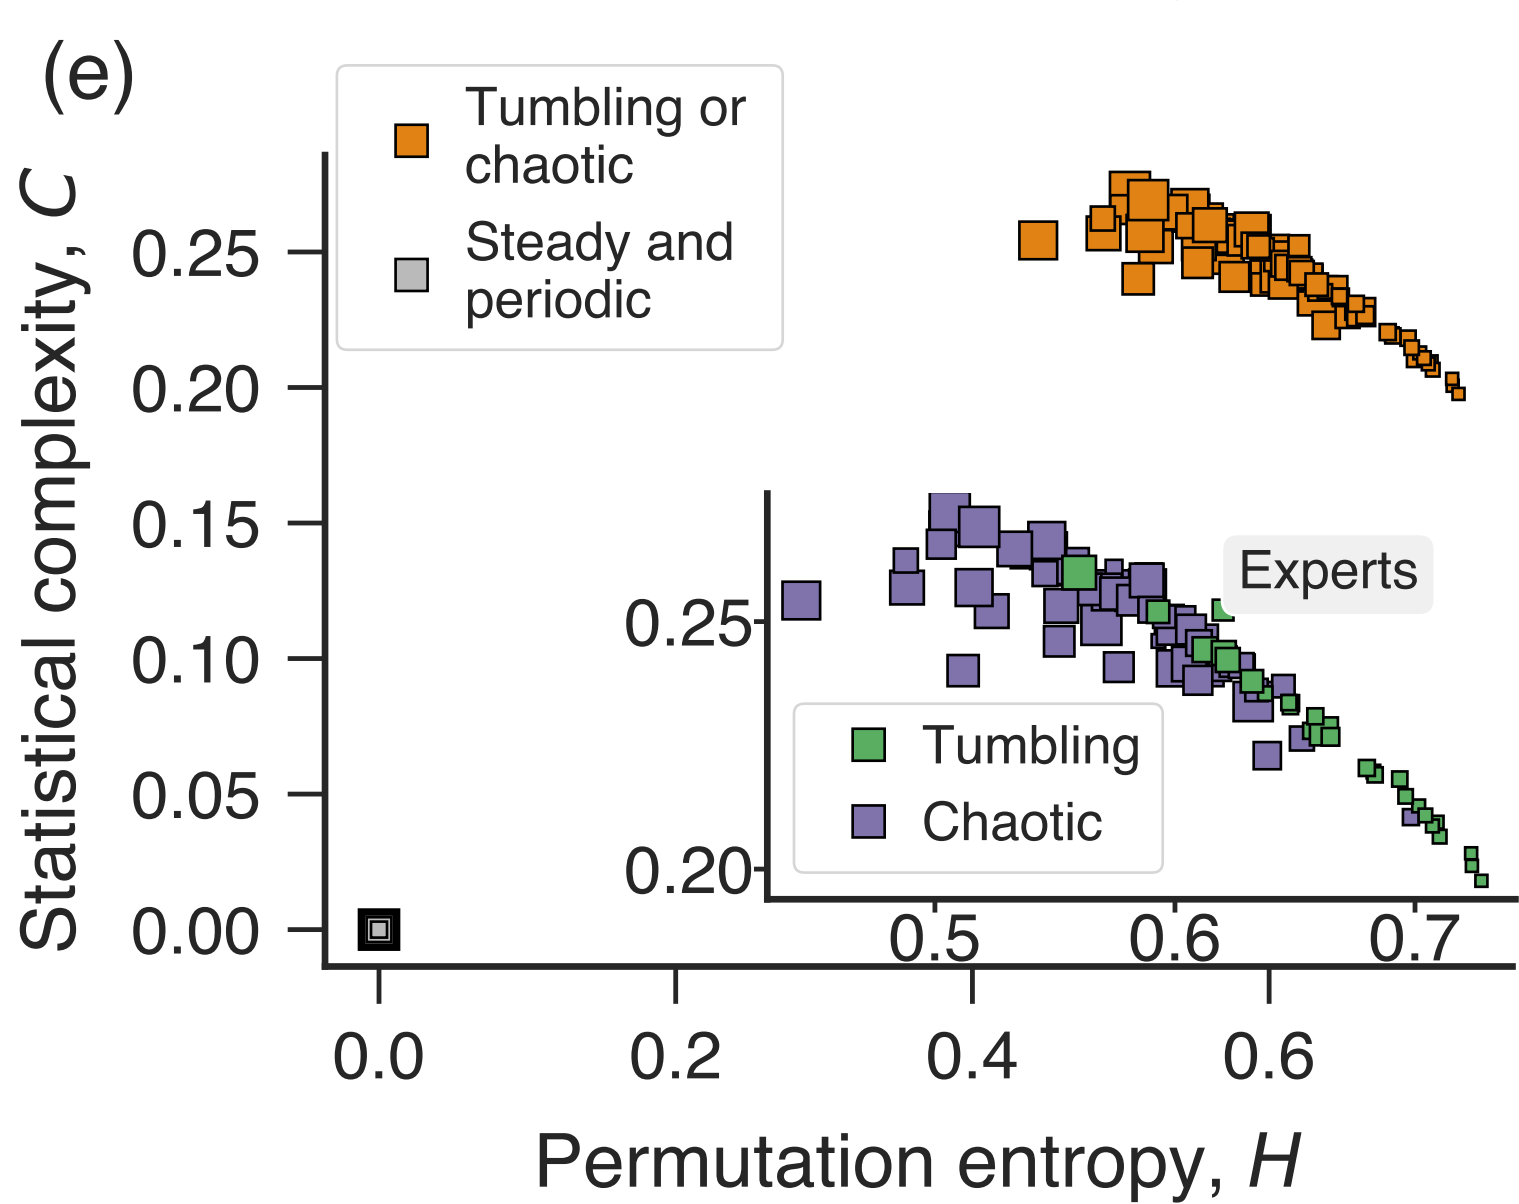 (e)
Tumbling or
chaotic
Steady and
periodic
Statistical complexity, C
0.25
0.20
0.15
0.10
0.05
0.00
Experts
0.25
0.20
Tumbling
Chaotic
0.5 0.6 0.7
0.0 0.2 0.4 0.6
Permutation entropy, H